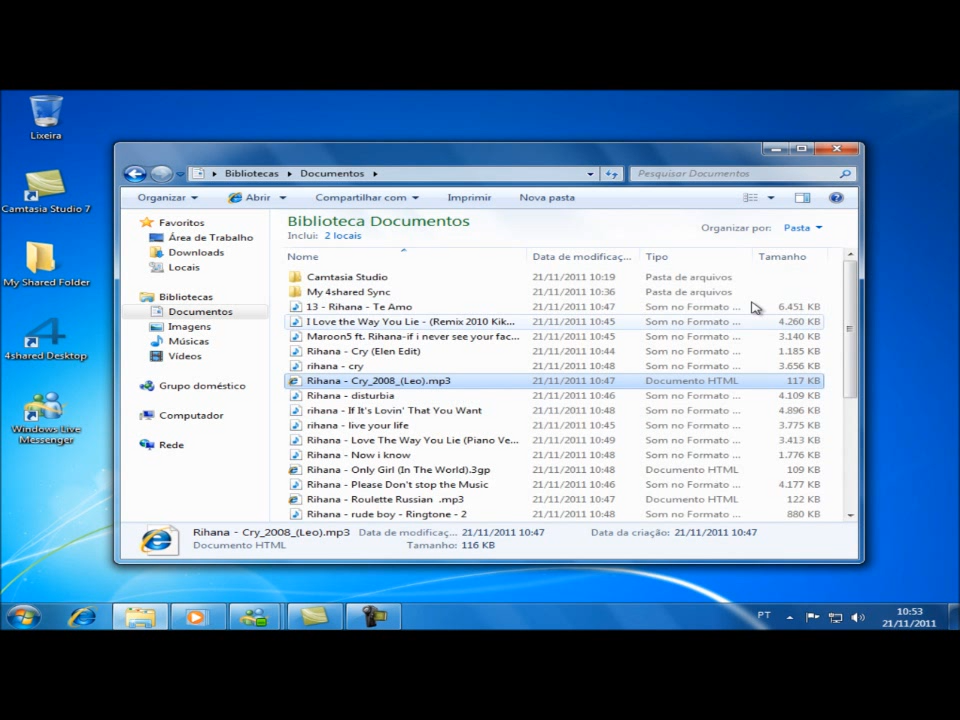 Lixeira
Camtasia Studio 7
My Shared Folder
4shared Desktop
Windows Live
Messenger
Bibliotecas Documentos
Pesquisar Documentos
Organizar Abrir Compartilhar com Imprimir Nova pasta
Favoritos
Área de Trabalho
Downloads
Locais
Bibliotecas
Documentos
Imagens
Músicas
Vídeos
Grupo doméstico
Computador
Rede
Biblioteca Documentos
Inclui: 2 locais
Organizar por: Pasta
Nome Data de modificaç... Tipo Tamanho
Camtasia Studio 21/11/2011 10:19 Pasta de arquivos
My 4shared Sync 21/11/2011 10:36 Pasta de arquivos
13 - Rihana - Te Amo 21/11/2011 10:47 Som no Formato ... 6.451 KB
I Love the Way You Lie - (Remix 2010 Kik... 21/11/2011 10:45 Som no Formato ... 4.260 KB
Maroon5 ft. Rihana-if i never see your fac... 21/11/2011 10:45 Som no Formato ... 3.140 KB
Rihana - Cry (Elen Edit) 21/11/2011 10:44 Som no Formato ... 1.185 KB
rihana - cry 21/11/2011 10:45 Som no Formato ... 3.656 KB
Rihana - Cry_2008_(Leo).mp3 21/11/2011 10:47 Documento HTML 117 KB
Rihana - disturbia 21/11/2011 10:46 Som no Formato ... 4.109 KB
rihana - If It's Lovin' That You Want 21/11/2011 10:48 Som no Formato ... 4.896 KB
rihana - live your life 21/11/2011 10:45 Som no Formato ... 3.775 KB
Rihana - Love The Way You Lie (Piano Ve... 21/11/2011 10:49 Som no Formato ... 3.413 KB
Rihana - Now i know 21/11/2011 10:48 Som no Formato ... 1.776 KB
Rihana - Only Girl (In The World).3gp 21/11/2011 10:48 Documento HTML 109 KB
Rihana - Please Don't stop the Music 21/11/2011 10:46 Som no Formato ... 4.177 KB
Rihana - Roulette Russian .mp3 21/11/2011 10:47 Documento HTML 122 KB
Rihana - rude boy - Ringtone - 2 21/11/2011 10:48 Som no Formato ... 880 KB
Rihana - Cry_2008_(Leo).mp3 Data de modificaç... 21/11/2011 10:47 Data da criação: 21/11/2011 10:47
Documento HTML Tamanho: 116 KB
PT
10:53
21/11/2011